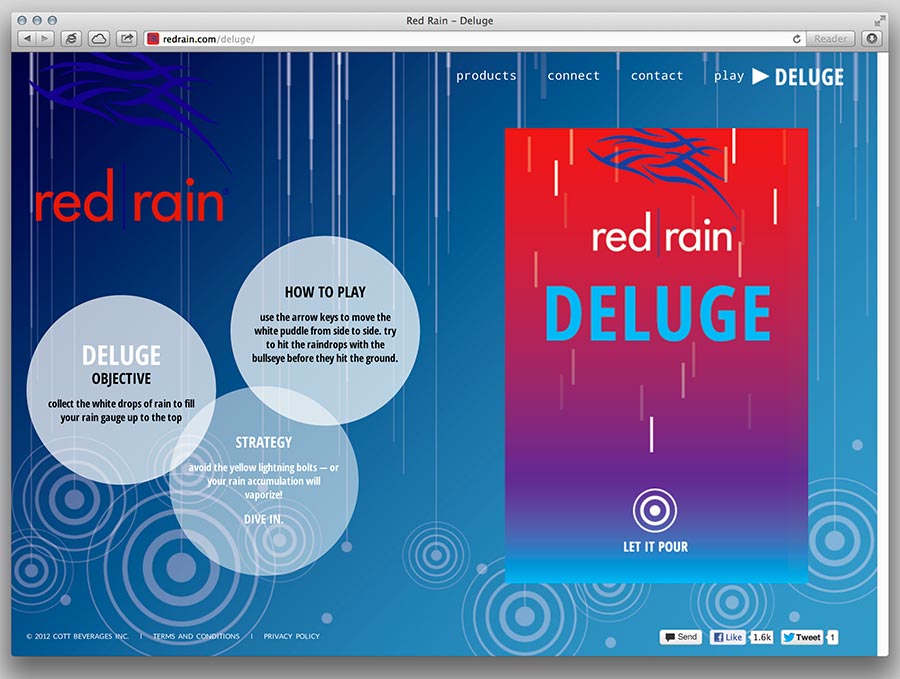 Red Rain – Deluge
redrain.com/deluge/
Reader
products connect contact play DELUGE
red rain
DELUGE
OBJECTIVE
collect the white drops of rain to fill
your rain gauge up to the top
HOW TO PLAY
use the arrow keys to move the
white puddle from side to side. try
to hit the raindrops with the
bullseye before they hit the ground.
STRATEGY
avoid the yellow lightning bolts — or
your rain accumulation will
vaporize!
DIVE IN.
red rain
DELUGE
LET IT POUR
© 2012 COTT BEVERAGES INC. | TERMS AND CONDITIONS | PRIVACY POLICY
Send Like 1.6k Tweet 1